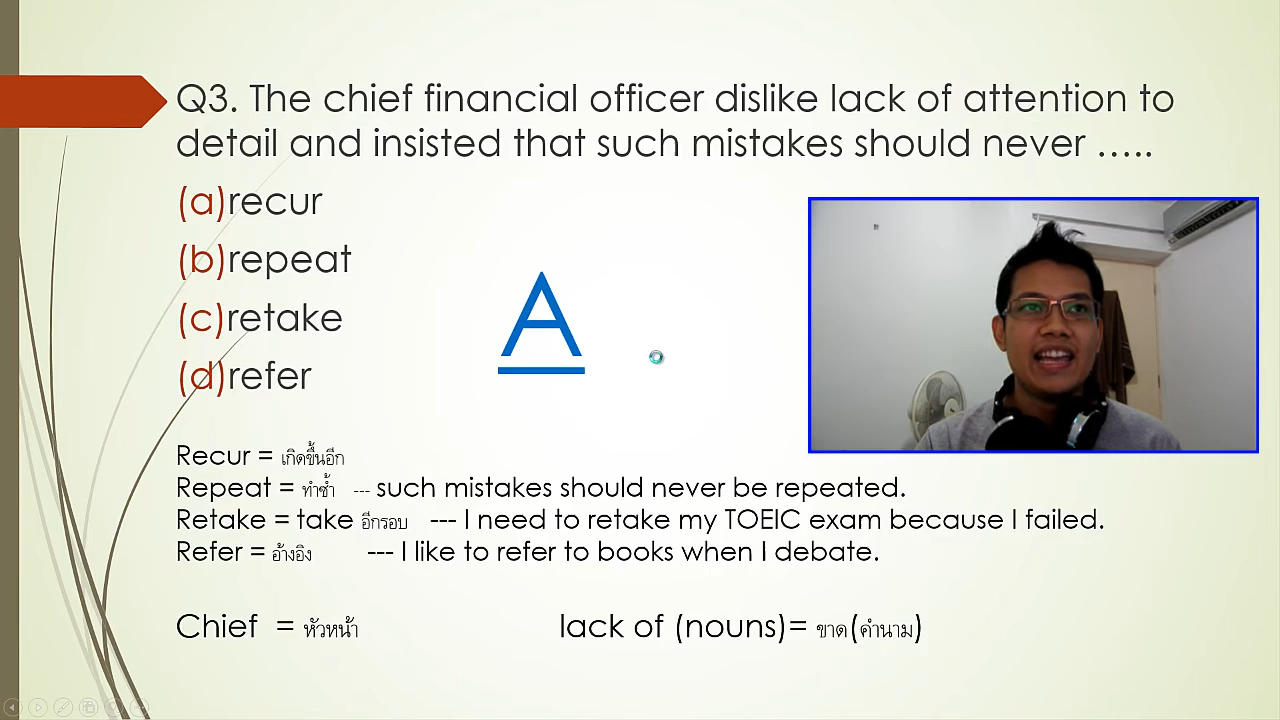 Q3. The chief financial officer dislike lack of attention to
detail and insisted that such mistakes should never …..
(a)recur
(b)repeat
(c)retake
(d)refer
A
Recur = เกิดขึ้นอีก
Repeat = ทำซ้ำ --- such mistakes should never be repeated.
Retake = take อีกรอบ --- I need to retake my TOEIC exam because I failed.
Refer = อ้างอิง --- I like to refer to books when I debate.
Chief = หัวหน้า lack of (nouns)= ขาด(คำนาม)